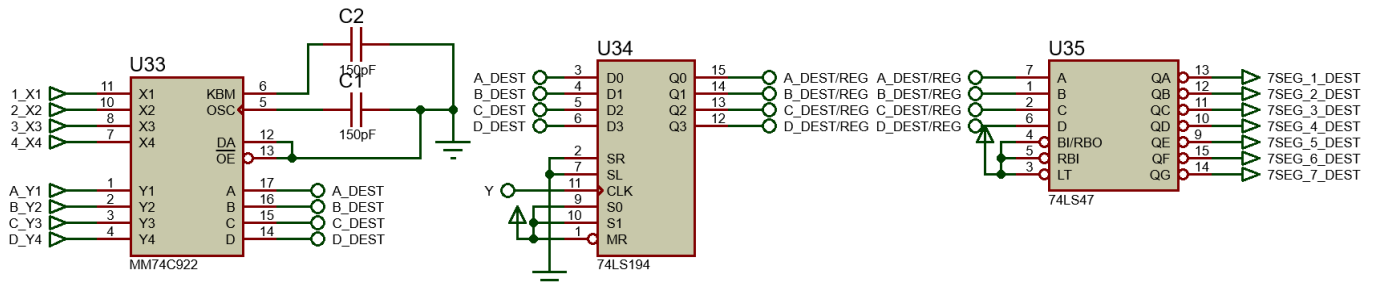 U33
1_X1 11 X1
2_X2 10 X2
3_X3 8 X3
4_X4 7 X4
A_Y1 1 Y1
B_Y2 2 Y2
C_Y3 3 Y3
D_Y4 4 Y4
KBM 6
OSC 5
DA 12
OE 13
A 17 A_DEST
B 16 B_DEST
C 15 C_DEST
D 14 D_DEST
MM74C922
C2
150pF
C1
150pF
U34
A_DEST 3 D0
B_DEST 4 D1
C_DEST 5 D2
D_DEST 6 D3
2 SR
7 SL
Y 11 CLK
9 S0
10 S1
1 MR
Q0 15 A_DEST/REG
Q1 14 B_DEST/REG
Q2 13 C_DEST/REG
Q3 12 D_DEST/REG
74LS194
U35
A_DEST/REG 7 A
B_DEST/REG 1 B
C_DEST/REG 2 C
D_DEST/REG 6 D
4 BI/RBO
5 RBI
3 LT
QA 13 7SEG_1_DEST
QB 12 7SEG_2_DEST
QC 11 7SEG_3_DEST
QD 10 7SEG_4_DEST
QE 9 7SEG_5_DEST
QF 15 7SEG_6_DEST
QG 14 7SEG_7_DEST
74LS47